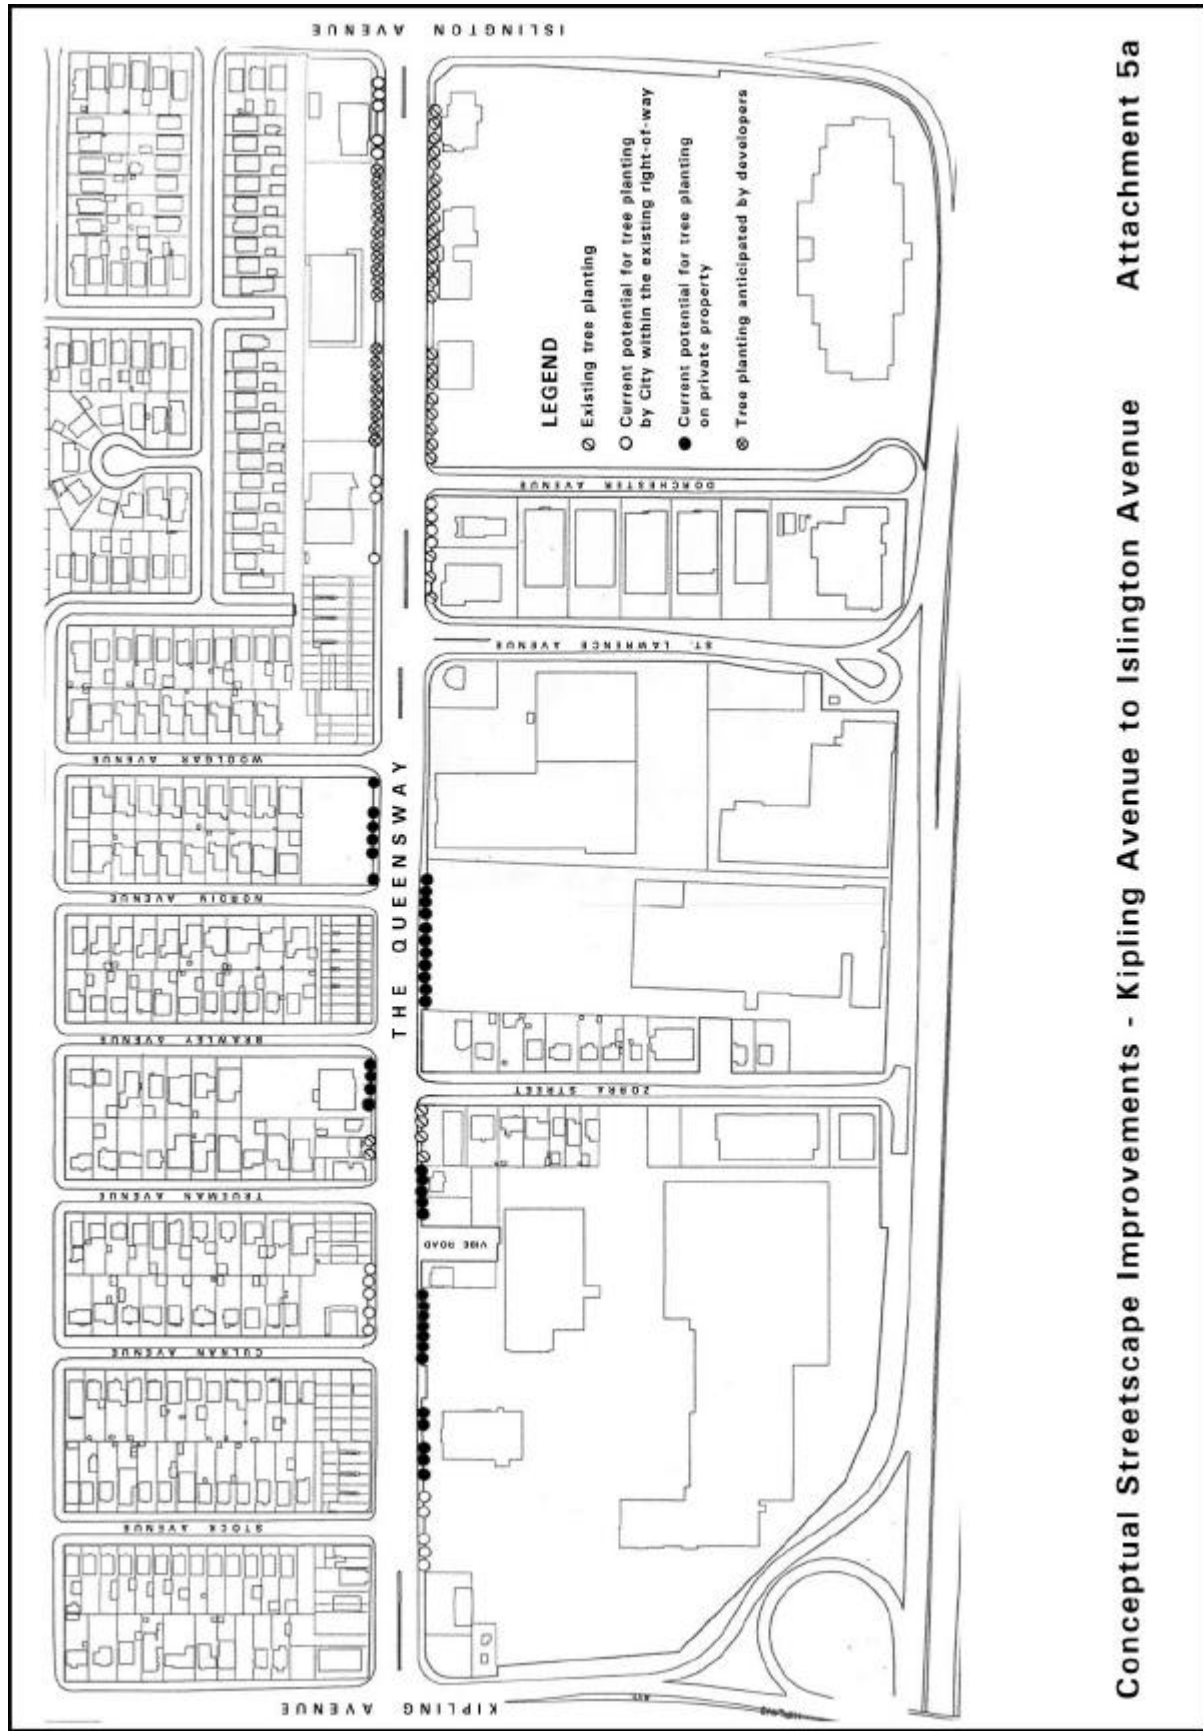 Conceptual Streetscape Improvements - Kipling Avenue to Islington Avenue
Attachment 5a
ISLINGTON AVENUE
LEGEND
Existing tree planting
Current potential for tree planting
by City within the existing right-of-way
Current potential for tree planting
on private property
Tree planting anticipated by developers
DORCHESTER AVENUE
ST. LAWRENCE AVENUE
WOOLGAR AVENUE
THE QUEENSWAY
NORDIN AVENUE
BRAWLEY AVENUE
ZORRA STREET
TRUEMAN AVENUE
VIBE ROAD
CULNAN AVENUE
STOCK AVENUE
KIPLING AVENUE